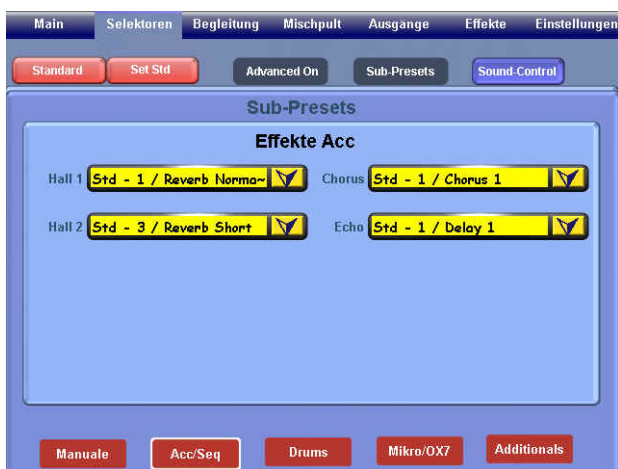 Main Selektoren Begleitung Mischpult Ausgange Effekte Einstellungen
Standard Set Std Advanced On Sub-Presets Sound-Control
Sub-Presets
Effekte Acc
Hall 1 Std - 1 / Reverb Norma~ Chorus Std - 1 / Chorus 1
Hall 2 Std - 3 / Reverb Short Echo Std - 1 / Delay 1
Manuale Acc/Seq Drums Mikro/OX7 Additionals